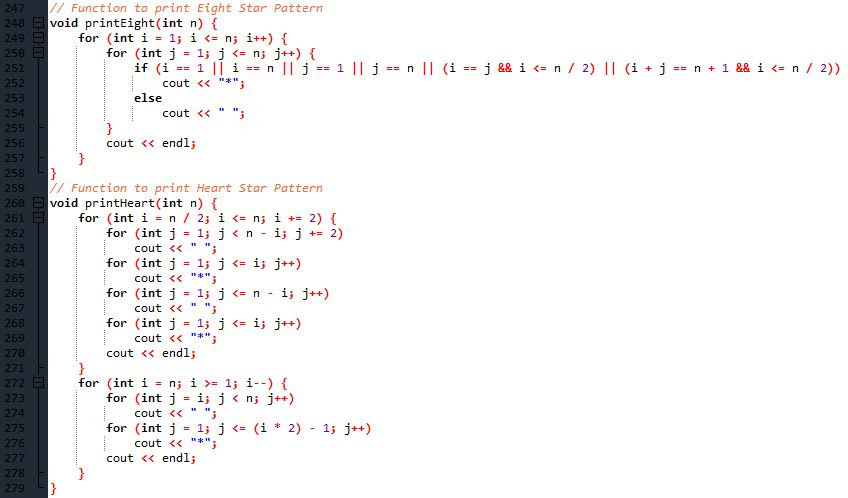 247 // Function to print Eight Star Pattern
248 void printEight(int n) {
249     for (int i = 1; i <= n; i++) {
250         for (int j = 1; j <= n; j++) {
251             if (i == 1 || i == n || j == 1 || j == n || (i == j && i <= n / 2) || (i + j == n + 1 && i <= n / 2))
252                 cout << "*";
253             else
254                 cout << " ";
255         }
256         cout << endl;
257     }
258 }
259 // Function to print Heart Star Pattern
260 void printHeart(int n) {
261     for (int i = n / 2; i <= n; i += 2) {
262         for (int j = 1; j < n - i; j += 2)
263             cout << " ";
264         for (int j = 1; j <= i; j++)
265             cout << "*";
266         for (int j = 1; j <= n - i; j++)
267             cout << " ";
268         for (int j = 1; j <= i; j++)
269             cout << "*";
270         cout << endl;
271     }
272     for (int i = n; i >= 1; i--) {
273         for (int j = i; j < n; j++)
274             cout << " ";
275         for (int j = 1; j <= (i * 2) - 1; j++)
276             cout << "*";
277         cout << endl;
278     }
279 }